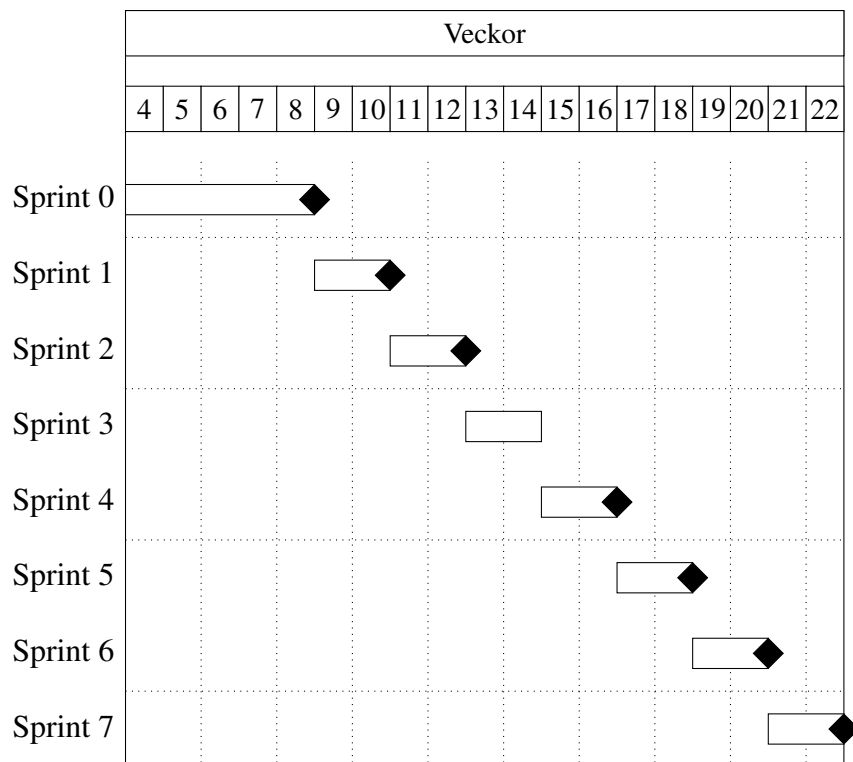 Veckor
4 5 6 7 8 9 10 11 12 13 14 15 16 17 18 19 20 21 22
Sprint 0
Sprint 1
Sprint 2
Sprint 3
Sprint 4
Sprint 5
Sprint 6
Sprint 7